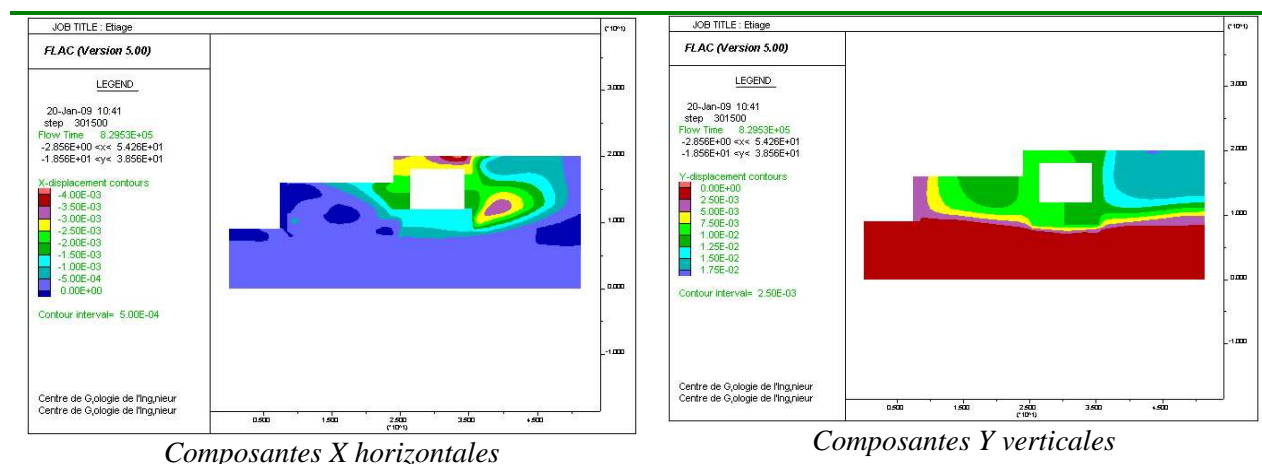 JOB TITLE : Etiage
(*10^1)
FLAC (Version 5.00)
LEGEND
20-Jan-09 10:41
step 301500
Flow Time 8.2953E+05
-2.856E+00 <x< 5.426E+01
-1.856E+01 <y< 3.856E+01
X-displacement contours
-4.00E-03
-3.50E-03
-3.00E-03
-2.50E-03
-2.00E-03
-1.50E-03
-1.00E-03
-5.00E-04
0.00E+00
Contour interval= 5.00E-04
Centre de G,ologie de l'Ing,nieur
Centre de G,ologie de l'Ing,nieur
3.000
2.000
1.000
0.000
-1.000
0.500
1.500
2.500
3.500
4.500
(*10^1)
Composantes X horizontales
JOB TITLE : Etiage
(*10^1)
FLAC (Version 5.00)
LEGEND
20-Jan-09 10:41
step 301500
Flow Time 8.2953E+05
-2.856E+00 <x< 5.426E+01
-1.856E+01 <y< 3.856E+01
Y-displacement contours
0.00E+00
2.50E-03
5.00E-03
7.50E-03
1.00E-02
1.25E-02
1.50E-02
1.75E-02
Contour interval= 2.50E-03
Centre de G,ologie de l'Ing,nieur
Centre de G,ologie de l'Ing,nieur
3.000
2.000
1.000
0.000
-1.000
0.500
1.500
2.500
3.500
4.500
(*10^1)
Composantes Y verticales